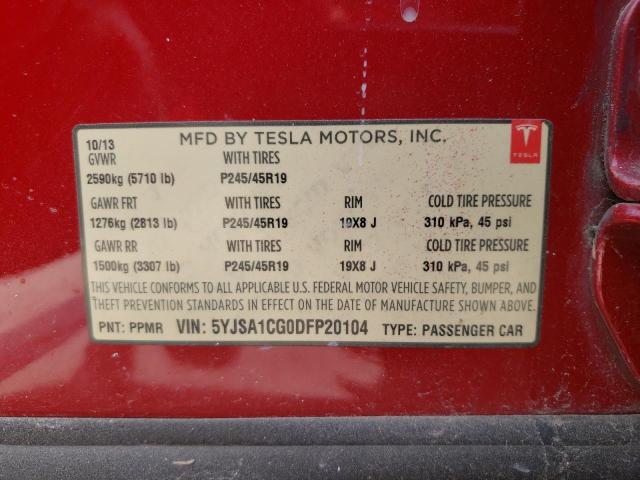 10/13 MFD BY TESLA MOTORS, INC.
GVWR WITH TIRES
2590kg (5710 lb) P245/45R19
GAWR FRT WITH TIRES RIM COLD TIRE PRESSURE
1276kg (2813 lb) P245/45R19 19X8 J 310 kPa, 45 psi
GAWR RR WITH TIRES RIM COLD TIRE PRESSURE
1500kg (3307 lb) P245/45R19 19X8 J 310 kPa, 45 psi
THIS VEHICLE CONFORMS TO ALL APPLICABLE U.S. FEDERAL MOTOR VEHICLE SAFETY, BUMPER, AND
THEFT PREVENTION STANDARDS IN EFFECT ON THE DATE OF MANUFACTURE SHOWN ABOVE.
PNT: PPMR VIN: 5YJSA1CG0DFP20104 TYPE: PASSENGER CAR
TESLA